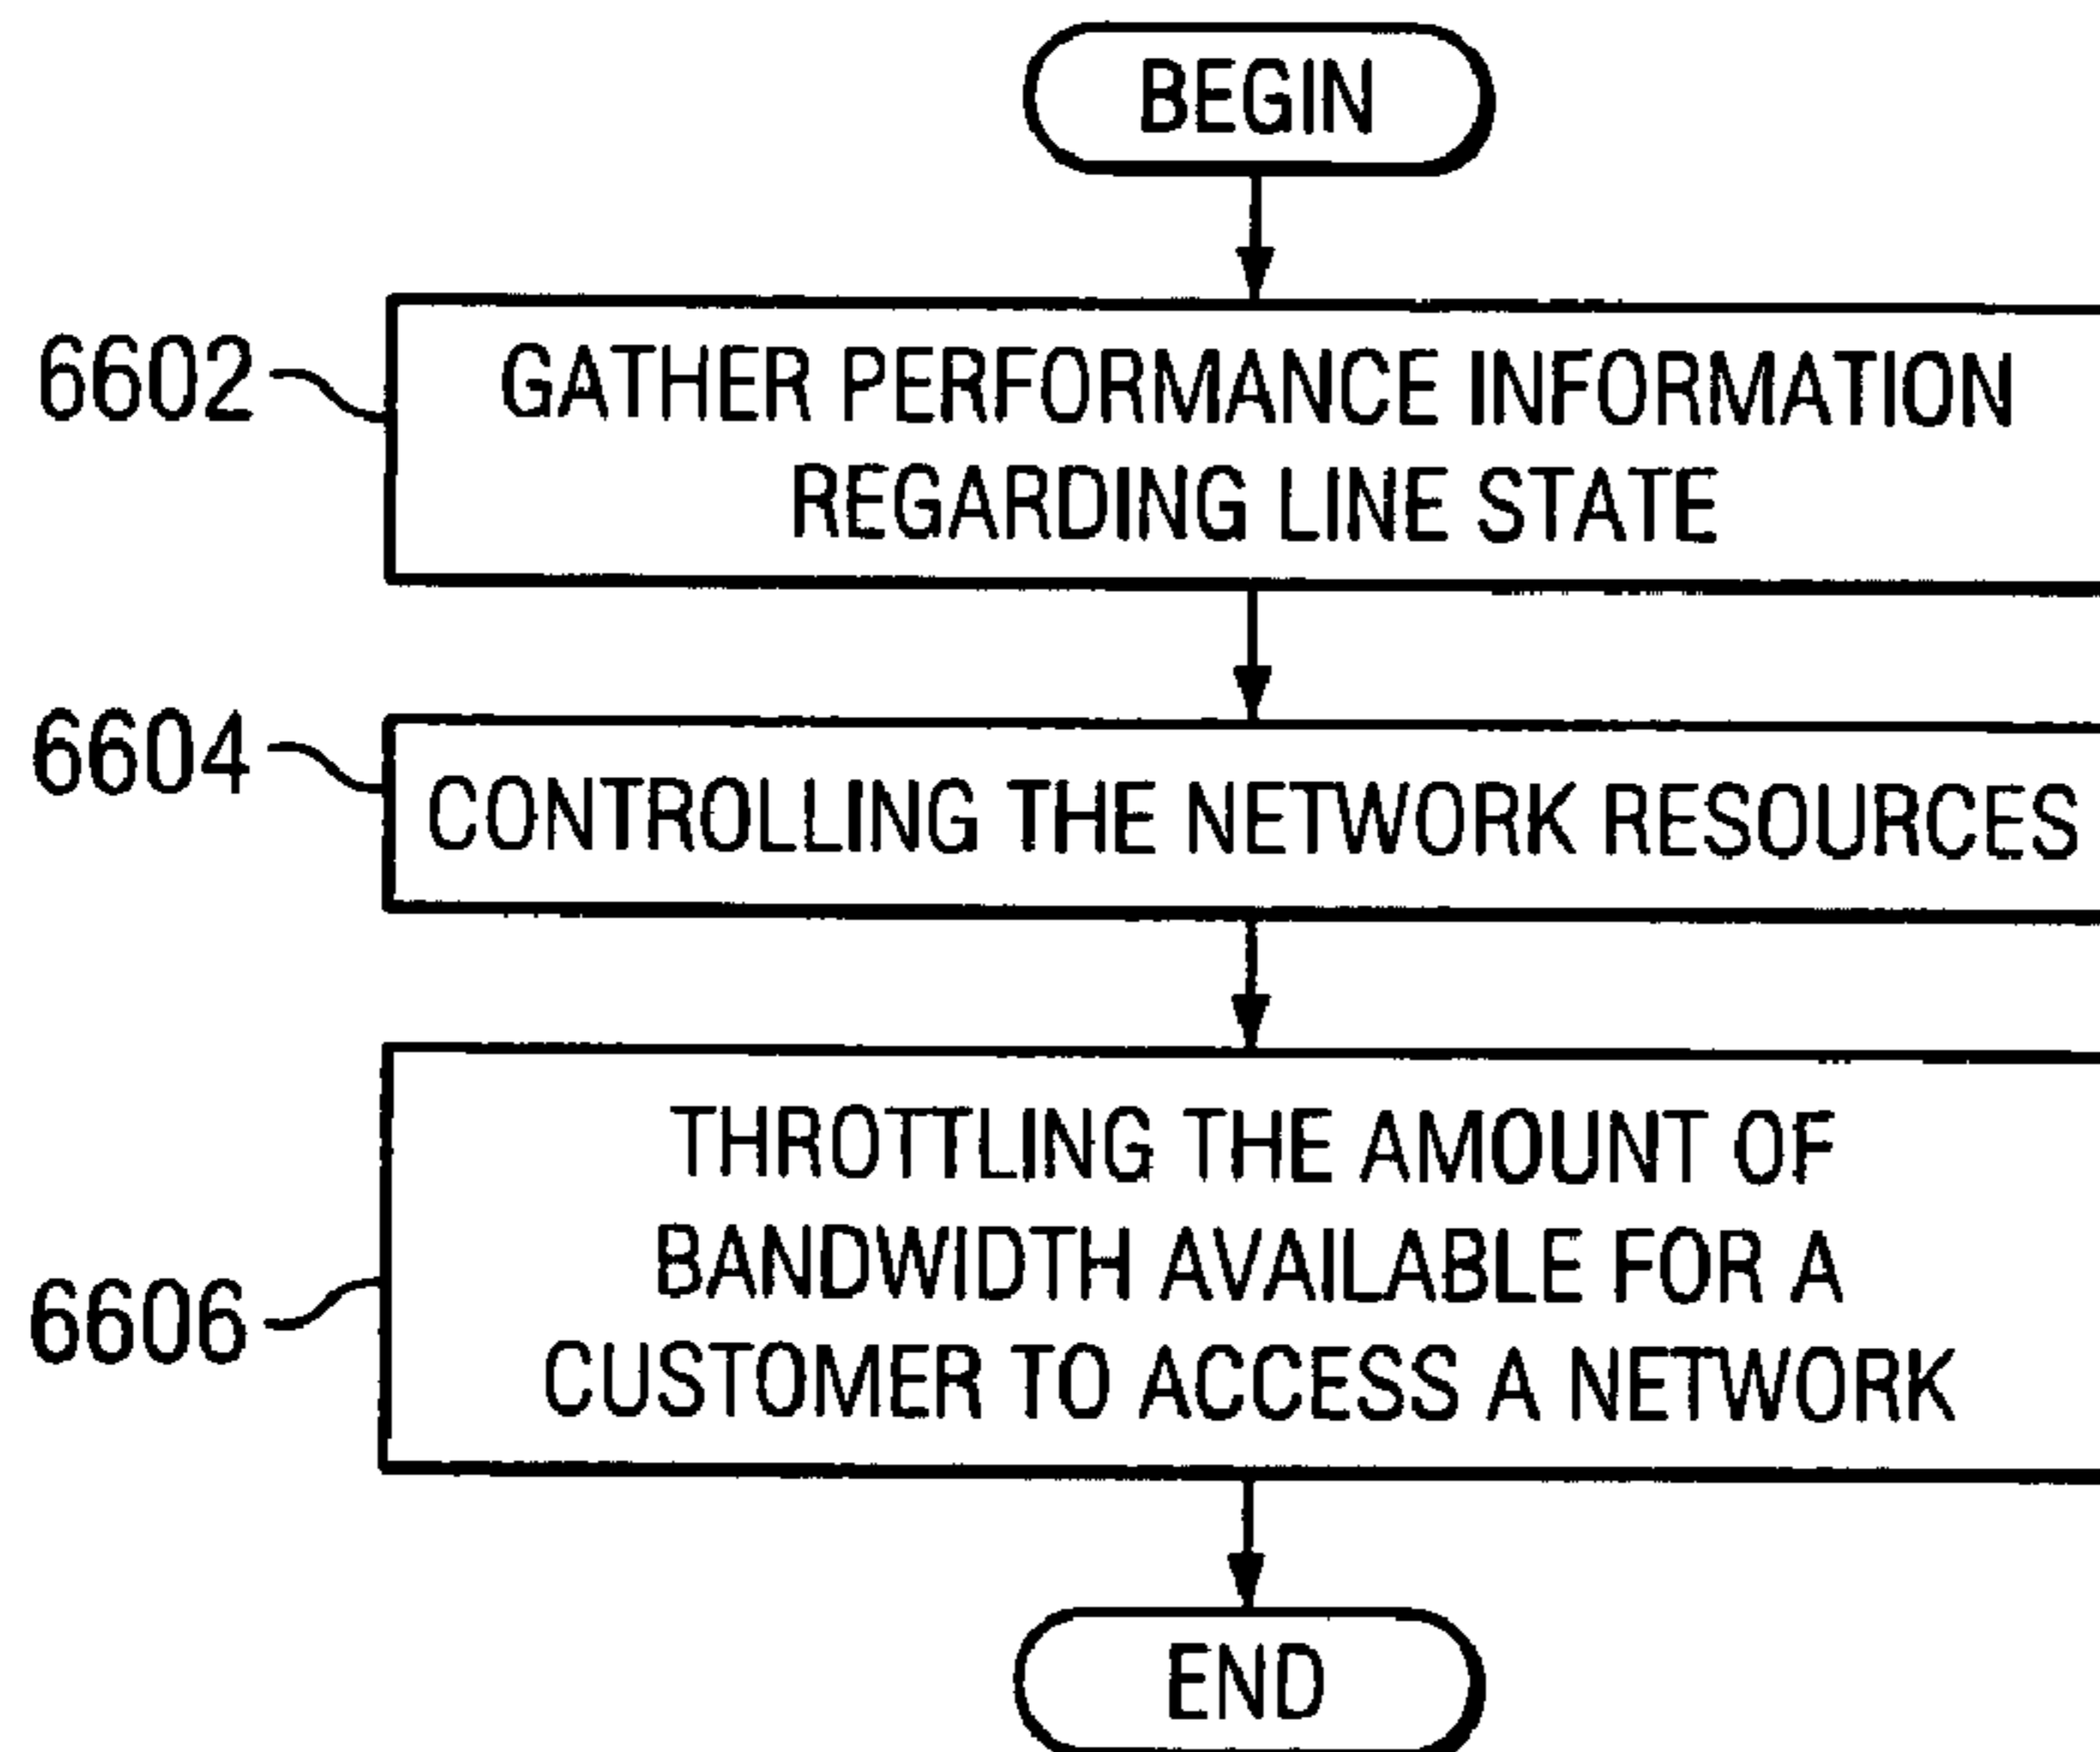 BEGIN
6602
GATHER PERFORMANCE INFORMATION
REGARDING LINE STATE
6604
CONTROLLING THE NETWORK RESOURCES
THROTTLING THE AMOUNT OF
BANDWIDTH AVAILABLE FOR A
6606
CUSTOMER TO ACCESS A NETWORK
END